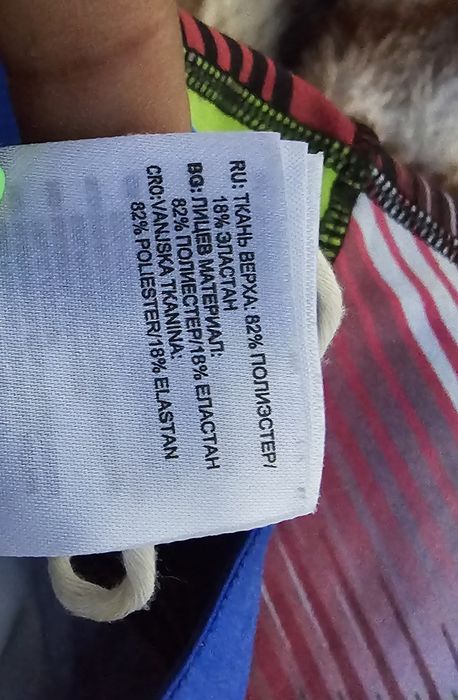 RU: ТКАНЬ ВЕРХА: 82% ПОЛИЭСТЕР/
18% ЭЛАСТАН
BG: ЛИЦЕВ МАТЕРИАЛ:
82% ПОЛИЕСТЕР/18% ЕЛАСТАН
CRO:VANJSKA TKANINA:
82% POLIESTER/18% ELASTAN